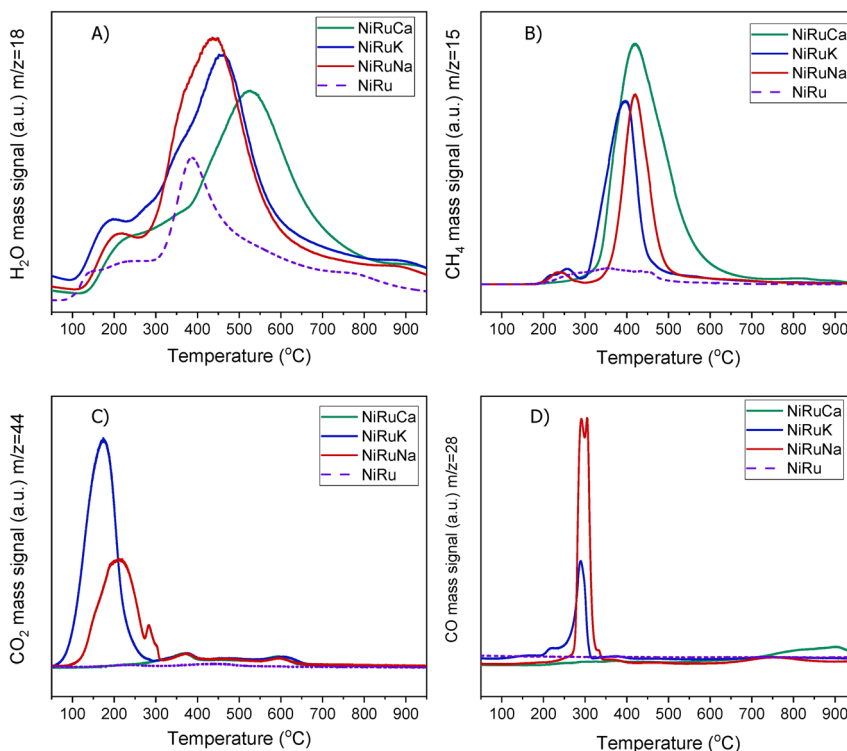 A)
NiRuCa
NiRuK
NiRuNa
NiRu
H₂O mass signal (a.u.) m/z=18
100 200 300 400 500 600 700 800 900
Temperature (°C)
B)
NiRuCa
NiRuK
NiRuNa
NiRu
CH₄ mass signal (a.u.) m/z=15
100 200 300 400 500 600 700 800 900
Temperature (°C)
C)
NiRuCa
NiRuK
NiRuNa
NiRu
CO₂ mass signal (a.u.) m/z=44
100 200 300 400 500 600 700 800 900
Temperature (°C)
D)
NiRuCa
NiRuK
NiRuNa
NiRu
CO mass signal (a.u.) m/z=28
100 200 300 400 500 600 700 800 900
Temperature (°C)